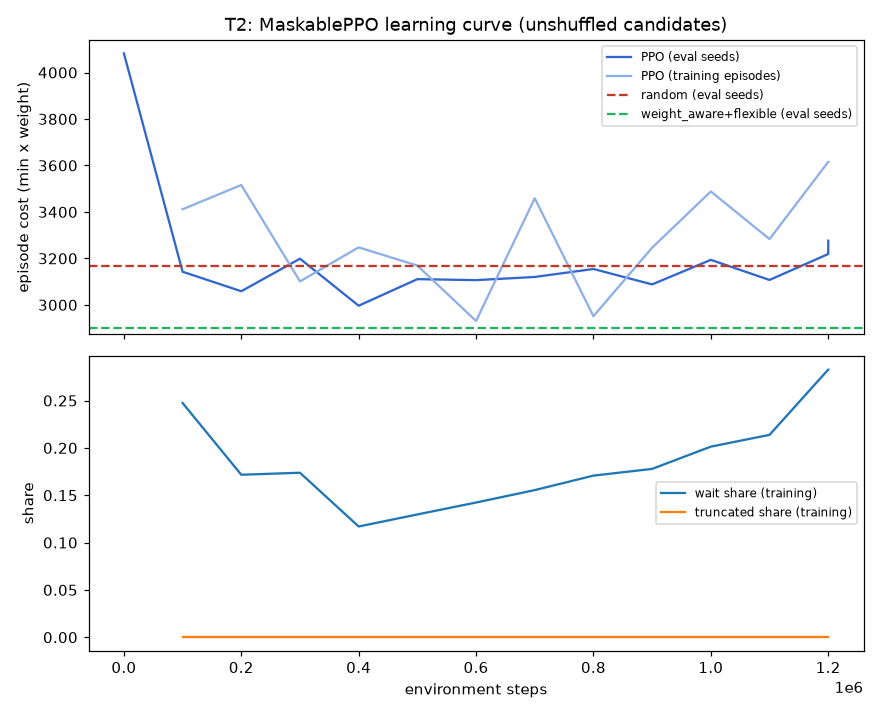 T2: MaskablePPO learning curve (unshuffled candidates)
episode cost (min x weight)
4000
3800
3600
3400
3200
3000
PPO (eval seeds)
PPO (training episodes)
random (eval seeds)
weight_aware+flexible (eval seeds)
share
0.25
0.20
0.15
0.10
0.05
0.00
wait share (training)
truncated share (training)
0.0 0.2 0.4 0.6 0.8 1.0 1.2
1e6
environment steps